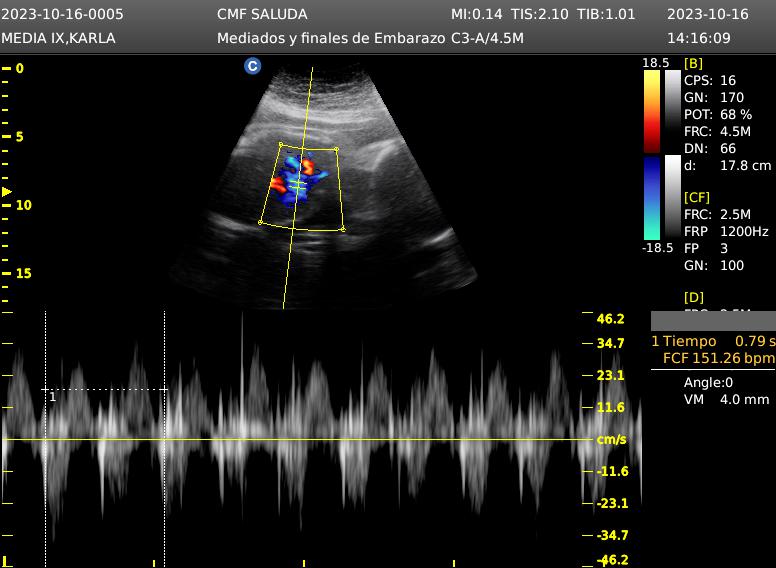 2023-10-16-0005 CMF SALUDA MI:0.14 TIS:2.10 TIB:1.01 2023-10-16
MEDIA IX,KARLA Mediados y finales de Embarazo C3-A/4.5M 14:16:09
C
0
5
10
15
18.5
-18.5
[B]
CPS: 16
GN: 170
POT: 68 %
FRC: 4.5M
DN: 66
d: 17.8 cm
[CF]
FRC: 2.5M
FRP 1200Hz
FP 3
GN: 100
[D]
1 Tiempo 0.79 s
FCF 151.26 bpm
Angle:0
VM 4.0 mm
1
46.2
34.7
23.1
11.6
cm/s
-11.6
-23.1
-34.7
-46.2